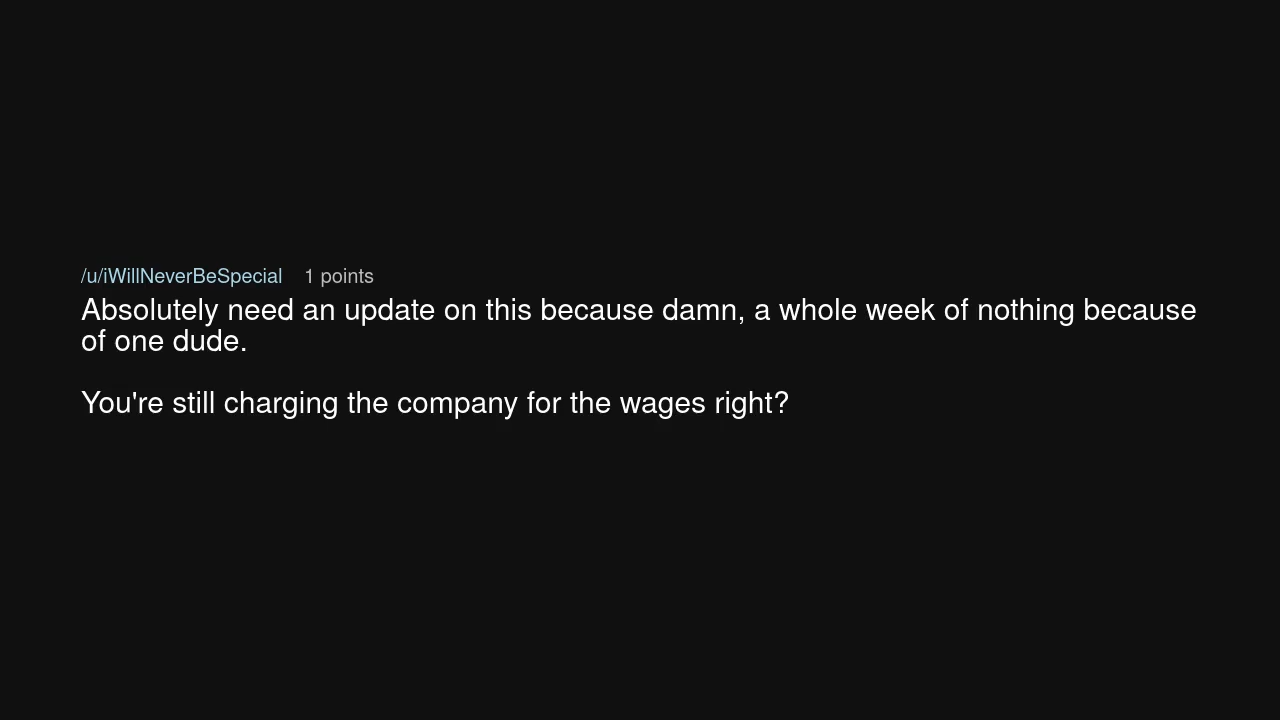 /u/iWillNeverBeSpecial 1 points
Absolutely need an update on this because damn, a whole week of nothing because
of one dude.
You're still charging the company for the wages right?